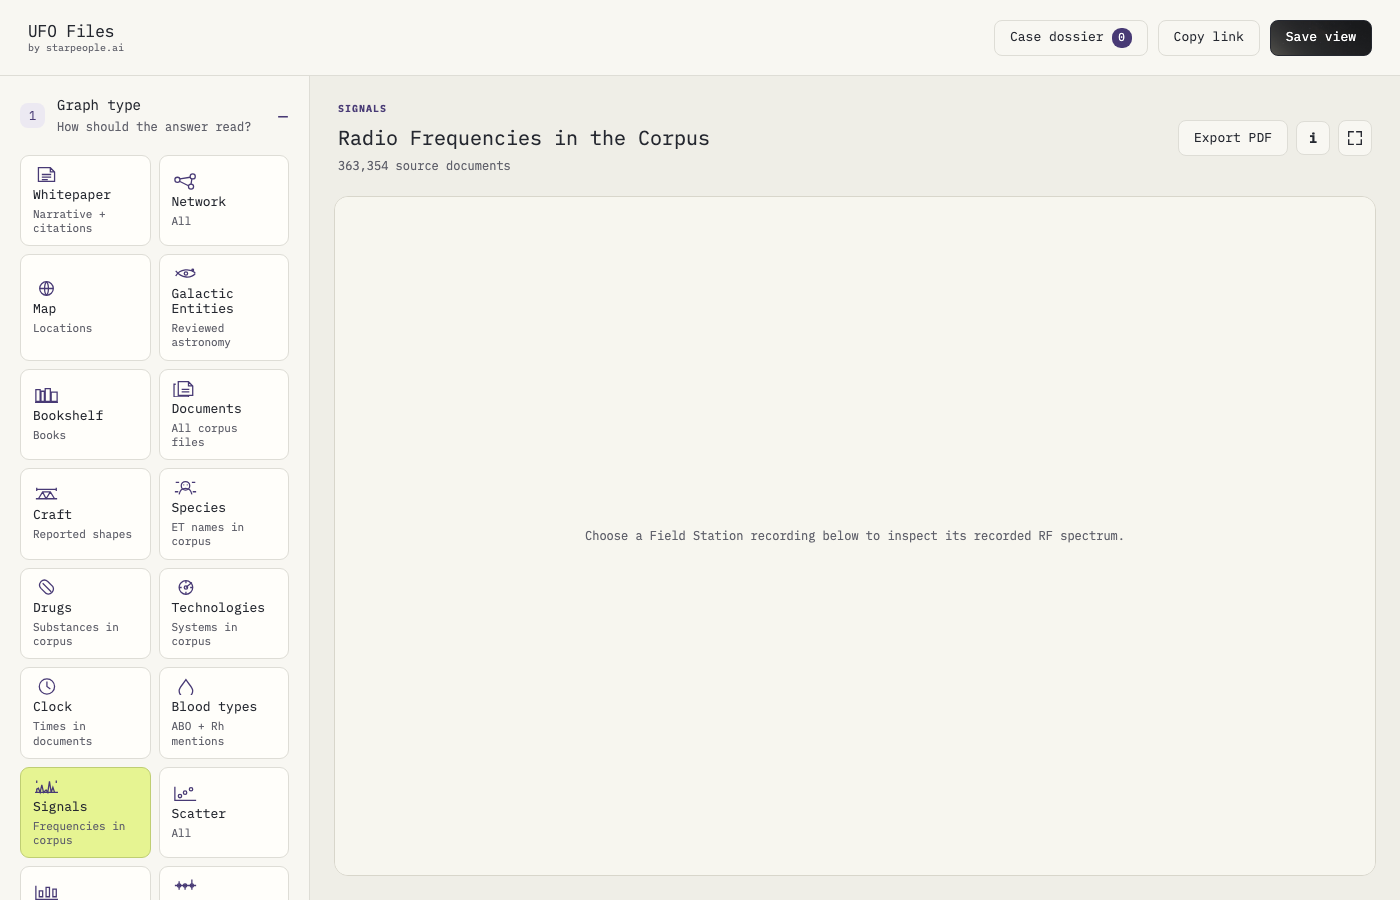 UFO Files
by starpeople.ai
Case dossier 0
Copy link
Save view
1
Graph type
How should the answer read?
Whitepaper
Narrative +
citations
Network
All
Map
Locations
Galactic
Entities
Reviewed
astronomy
Bookshelf
Books
Documents
All corpus
files
Craft
Reported shapes
Species
ET names in
corpus
Drugs
Substances in
corpus
Technologies
Systems in
corpus
Clock
Times in
documents
Blood types
ABO + Rh
mentions
Signals
Frequencies in
corpus
Scatter
All
SIGNALS
Radio Frequencies in the Corpus
363,354 source documents
Export PDF
i
Choose a Field Station recording below to inspect its recorded RF spectrum.